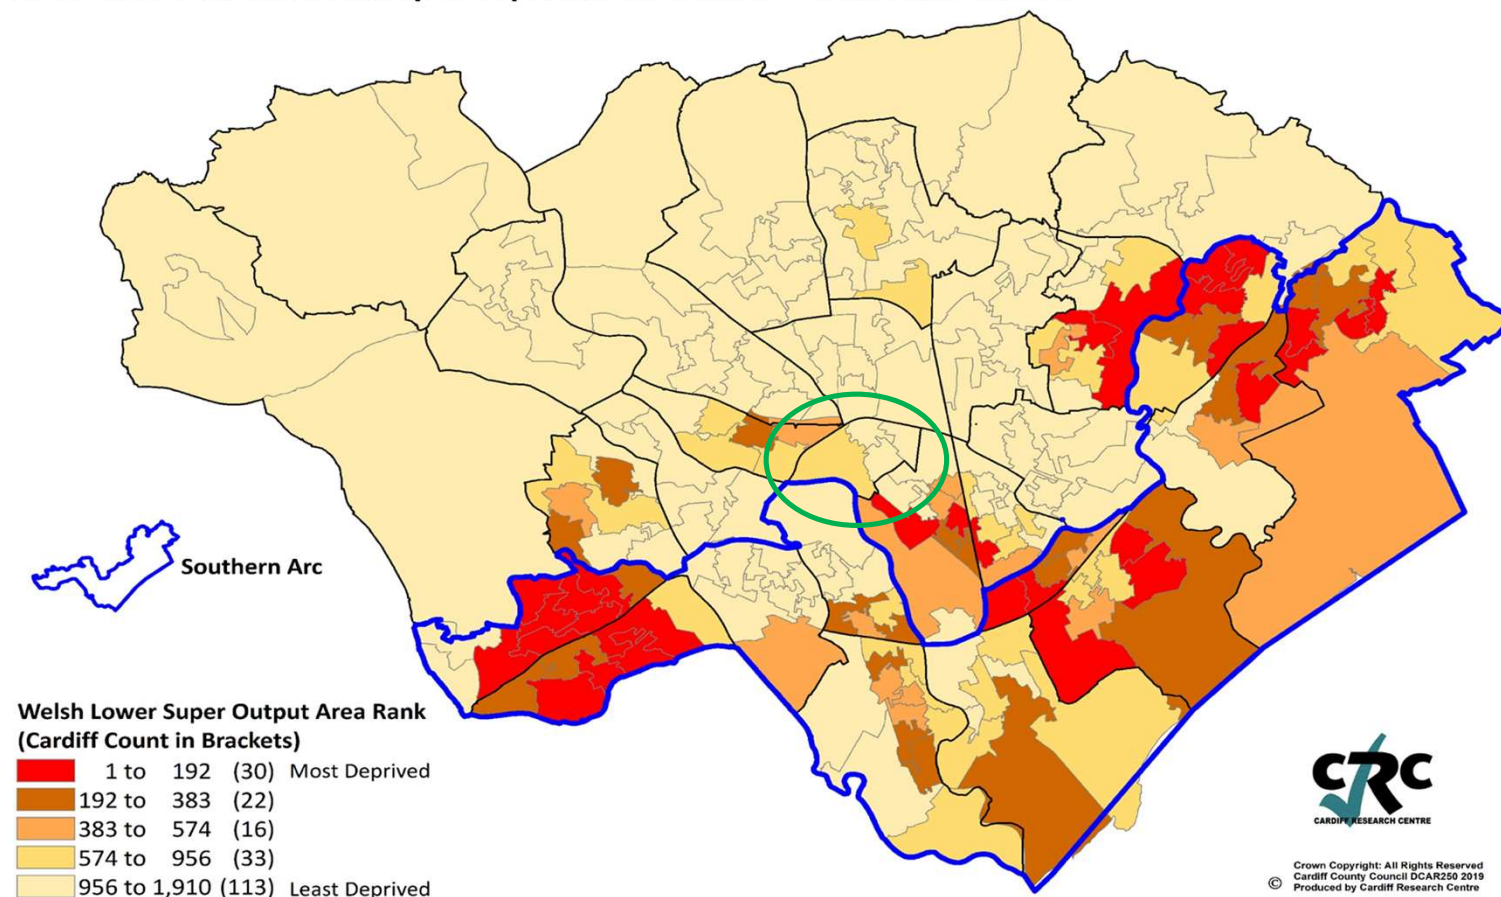 Southern Arc
Welsh Lower Super Output Area Rank
(Cardiff Count in Brackets)
1 to 192 (30) Most Deprived
192 to 383 (22)
383 to 574 (16)
574 to 956 (33)
956 to 1,910 (113) Least Deprived
CRC
CARDIFF RESEARCH CENTRE
Crown Copyright: All Rights Reserved
Cardiff County Council DCAR250 2019
© Produced by Cardiff Research Centre